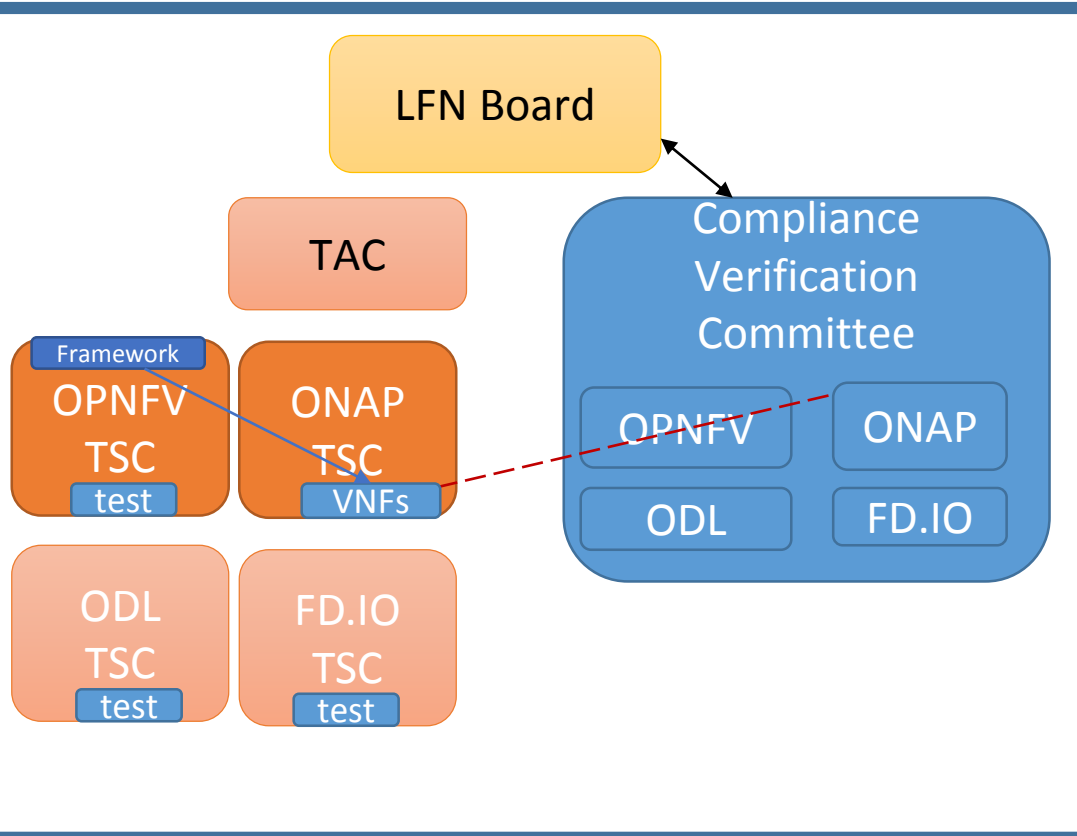 LFN Board
TAC
Compliance
Verification
Committee
OPNFV
ONAP
ODL
FD.IO
Framework
OPNFV
TSC
test
ONAP
TSC
VNFs
ODL
TSC
test
FD.IO
TSC
test